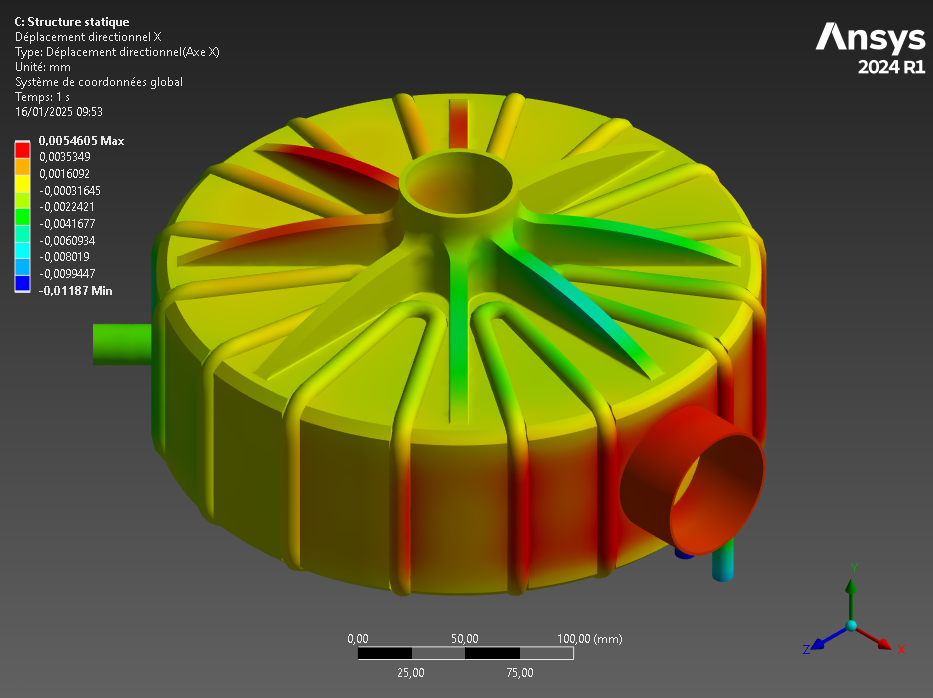 C: Structure statique
Déplacement directionnel X
Type: Déplacement directionnel(Axe X)
Unité: mm
Système de coordonnées global
Temps: 1 s
16/01/2025 09:53
Ansys
2024 R1
0,0054605 Max
0,0035349
0,0016092
-0,00031645
-0,0022421
-0,0041677
-0,0060934
-0,008019
-0,0099447
-0,01187 Min
0,00 50,00 100,00 (mm)
25,00 75,00
Y
Z X